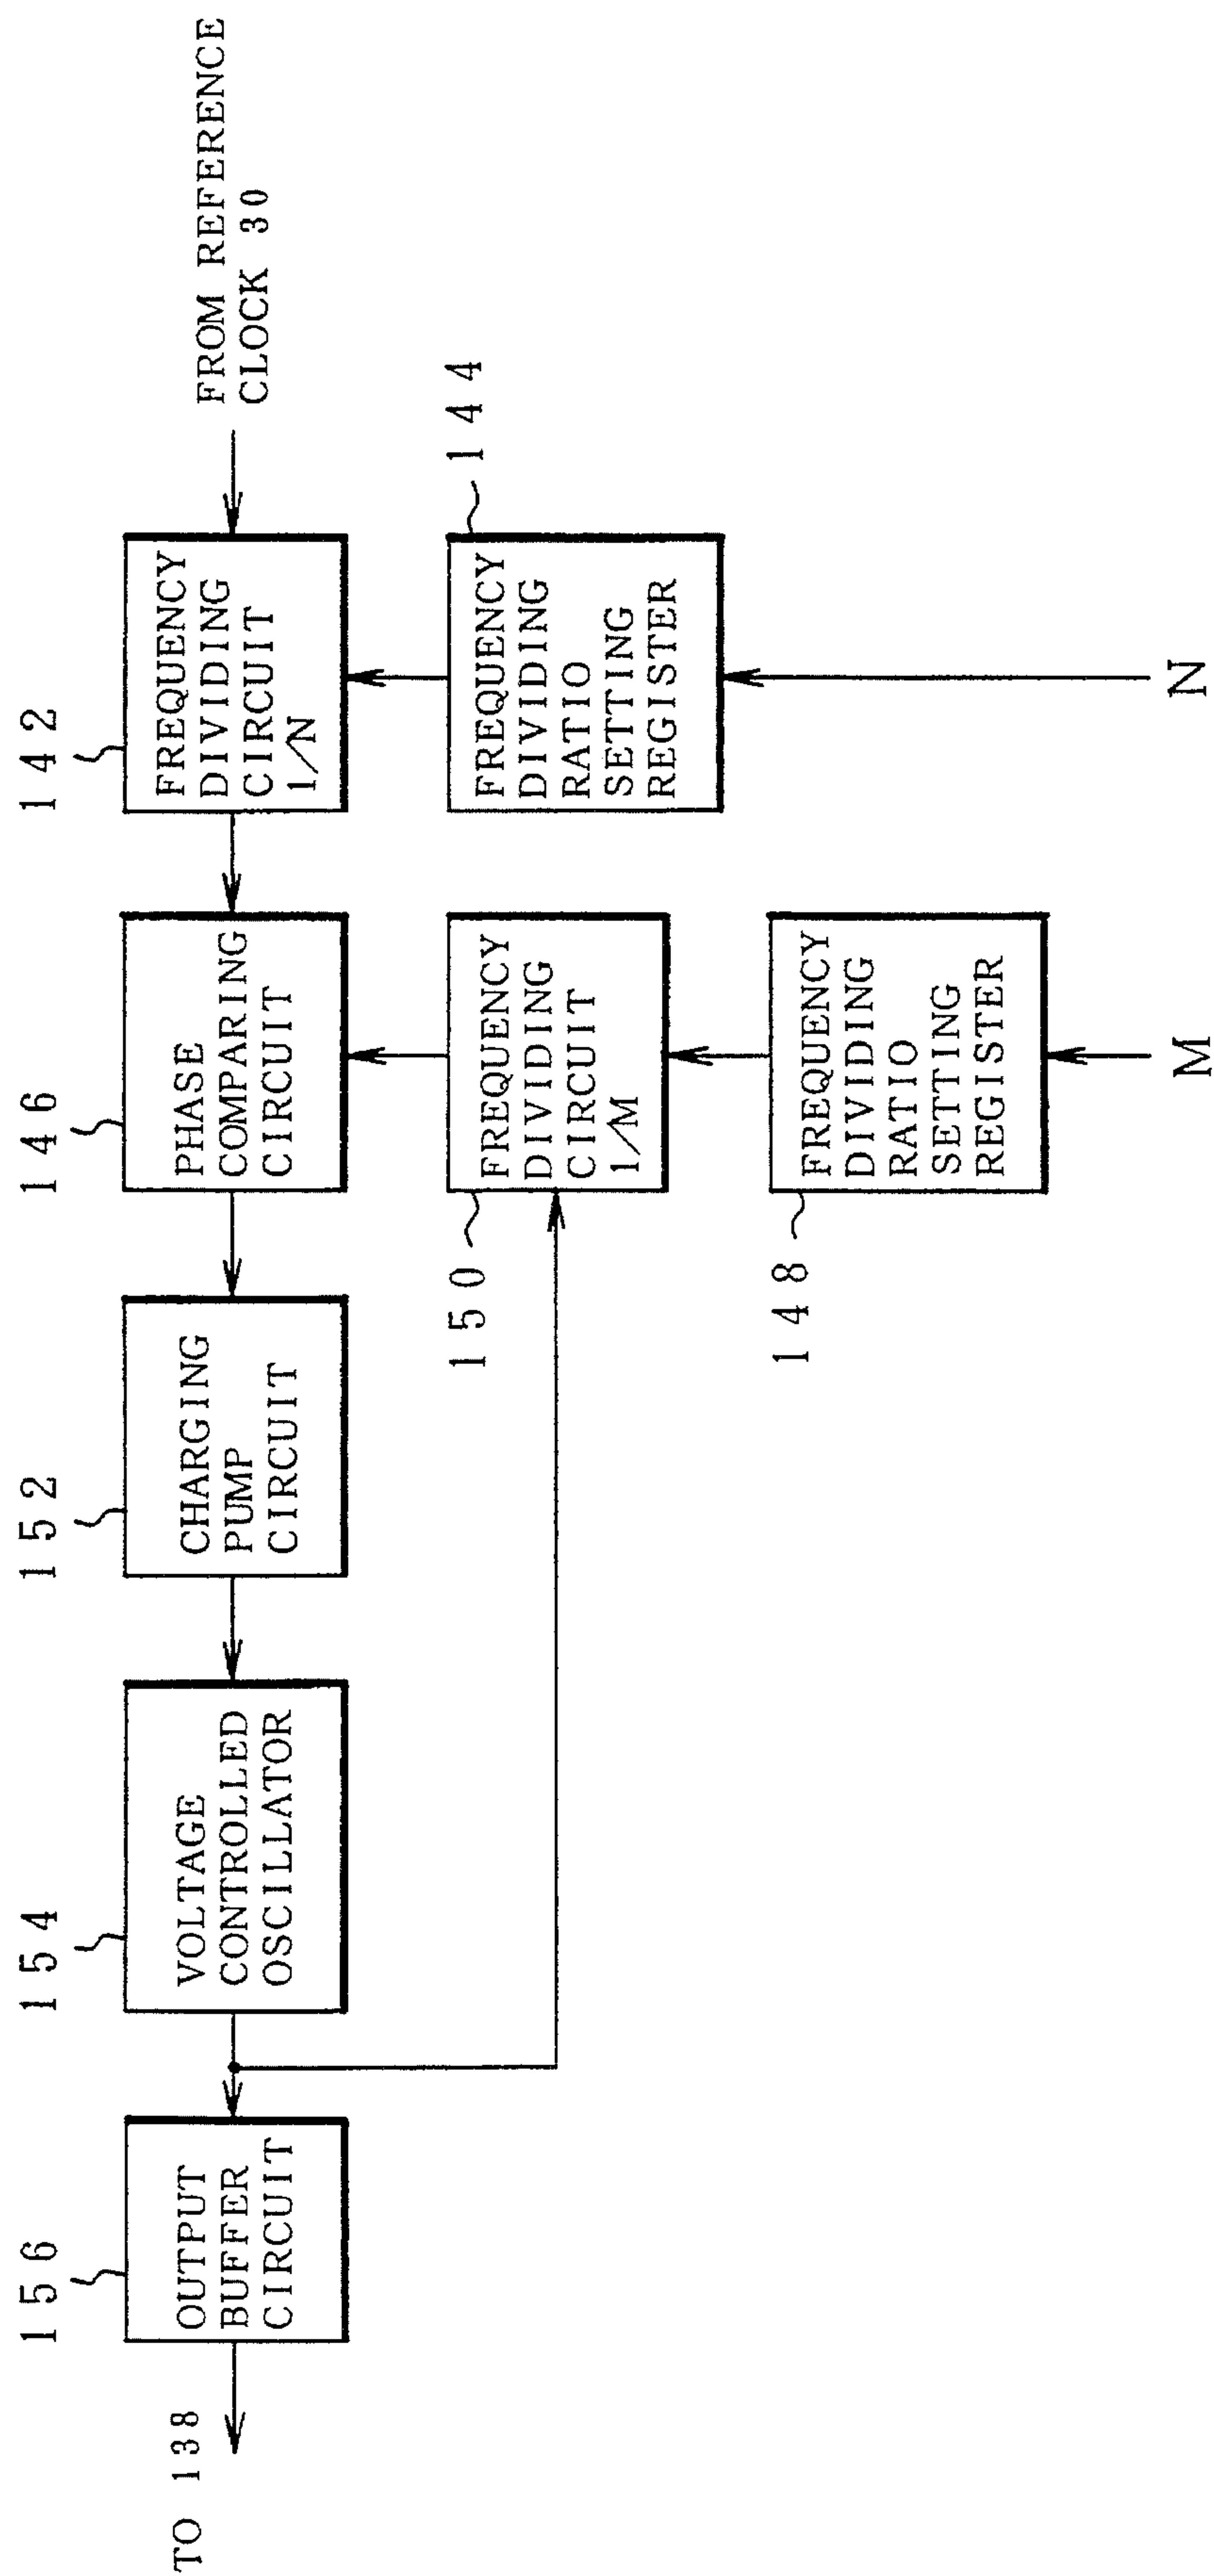 TO 138
156
OUTPUT
BUFFER
CIRCUIT
154
VOLTAGE
CONTROLLED
OSCILLATOR
152
CHARGING
PUMP
CIRCUIT
146
PHASE
COMPARING
CIRCUIT
142
FREQUENCY
DIVIDING
CIRCUIT
1/N
FROM REFERENCE
CLOCK 30
150
FREQUENCY
DIVIDING
CIRCUIT
1/M
144
FREQUENCY
DIVIDING
RATIO
SETTING
REGISTER
148
FREQUENCY
DIVIDING
RATIO
SETTING
REGISTER
M
N